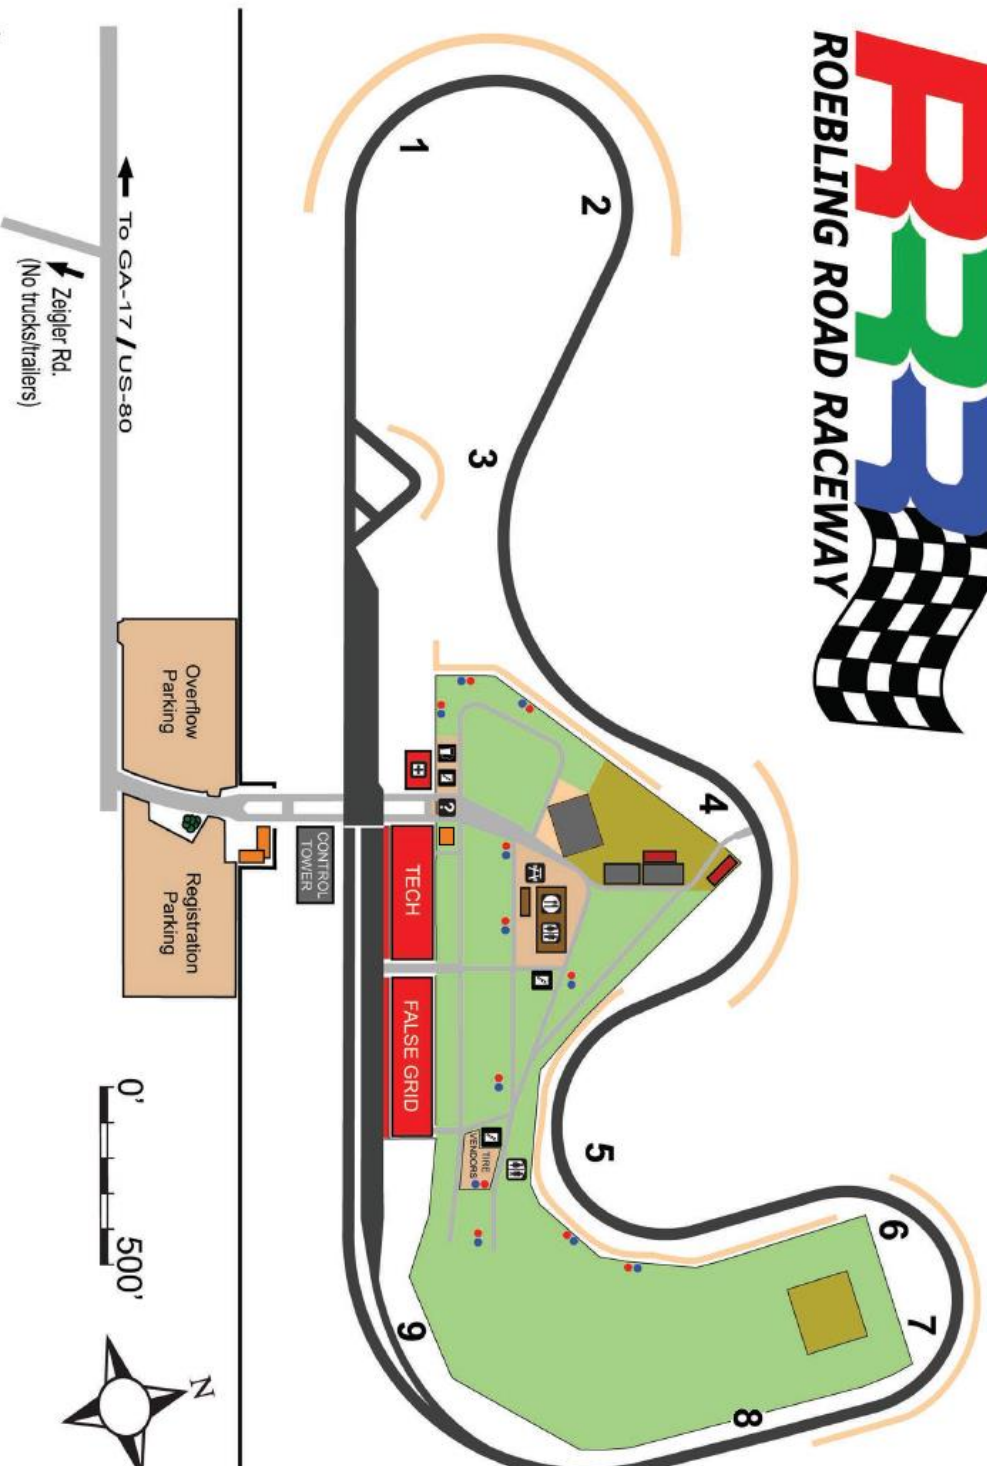 RRR
ROEBLING ROAD RACEWAY
1
2
3
4
5
6
7
8
9
To GA-17 / US-80
Zeigler Rd.
(No trucks/trailers)
Overflow
Parking
Registration
Parking
CONTROL
TOWER
?
TECH
FALSE GRID
TIRE
VENDORS
0'
500'
N